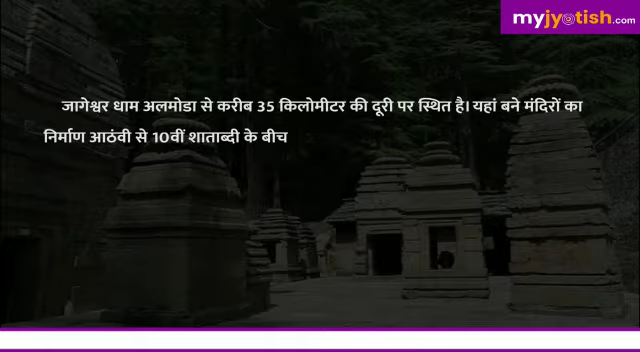 myjyotish.com
जागेश्वर धाम अलमोडा से करीब 35 किलोमीटर की दूरी पर स्थित है। यहां बने मंदिरों का
निर्माण आठंवी से 10वीं शाताब्दी के बीच